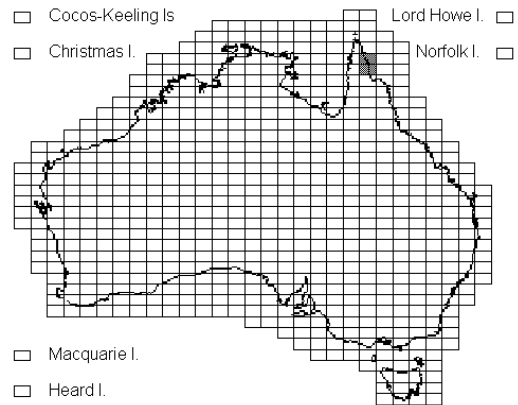 Cocos-Keeling Is
Lord Howe I.
Christmas I.
Norfolk I.
Macquarie I.
Heard I.